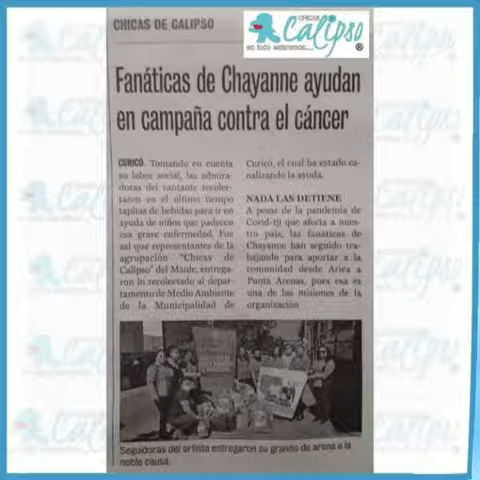 CHICAS DE CALIPSO
CHICAS
Calipso
en todo estaremos.... ®
Fanáticas de Chayanne ayudan
en campaña contra el cáncer
CURICÓ. Tomando en cuenta
su labor social, las admira-
doras del cantante recolec-
taron en el último tiempo
tapitas de bebidas para ir en
ayuda de niños que padecen
esa grave enfermedad. Fue
así que representantes de la
agrupación "Chicas de
Calipso" del Maule, entrega-
ron lo recolectado al depar-
tamento de Medio Ambiente
de la Municipalidad de
Curicó, el cual ha estado ca-
nalizando la ayuda.
NADA LAS DETIENE
A pesar de la pandemia de
Covid-19 que afecta a nues-
tro país, las fanáticas de
Chayanne han seguido tra-
bajando para aportar a la
comunidad desde Arica a
Punta Arenas, pues esa es
una de las misiones de la
organización.
Seguidoras del artista entregaron su granito de arena a la
noble causa.